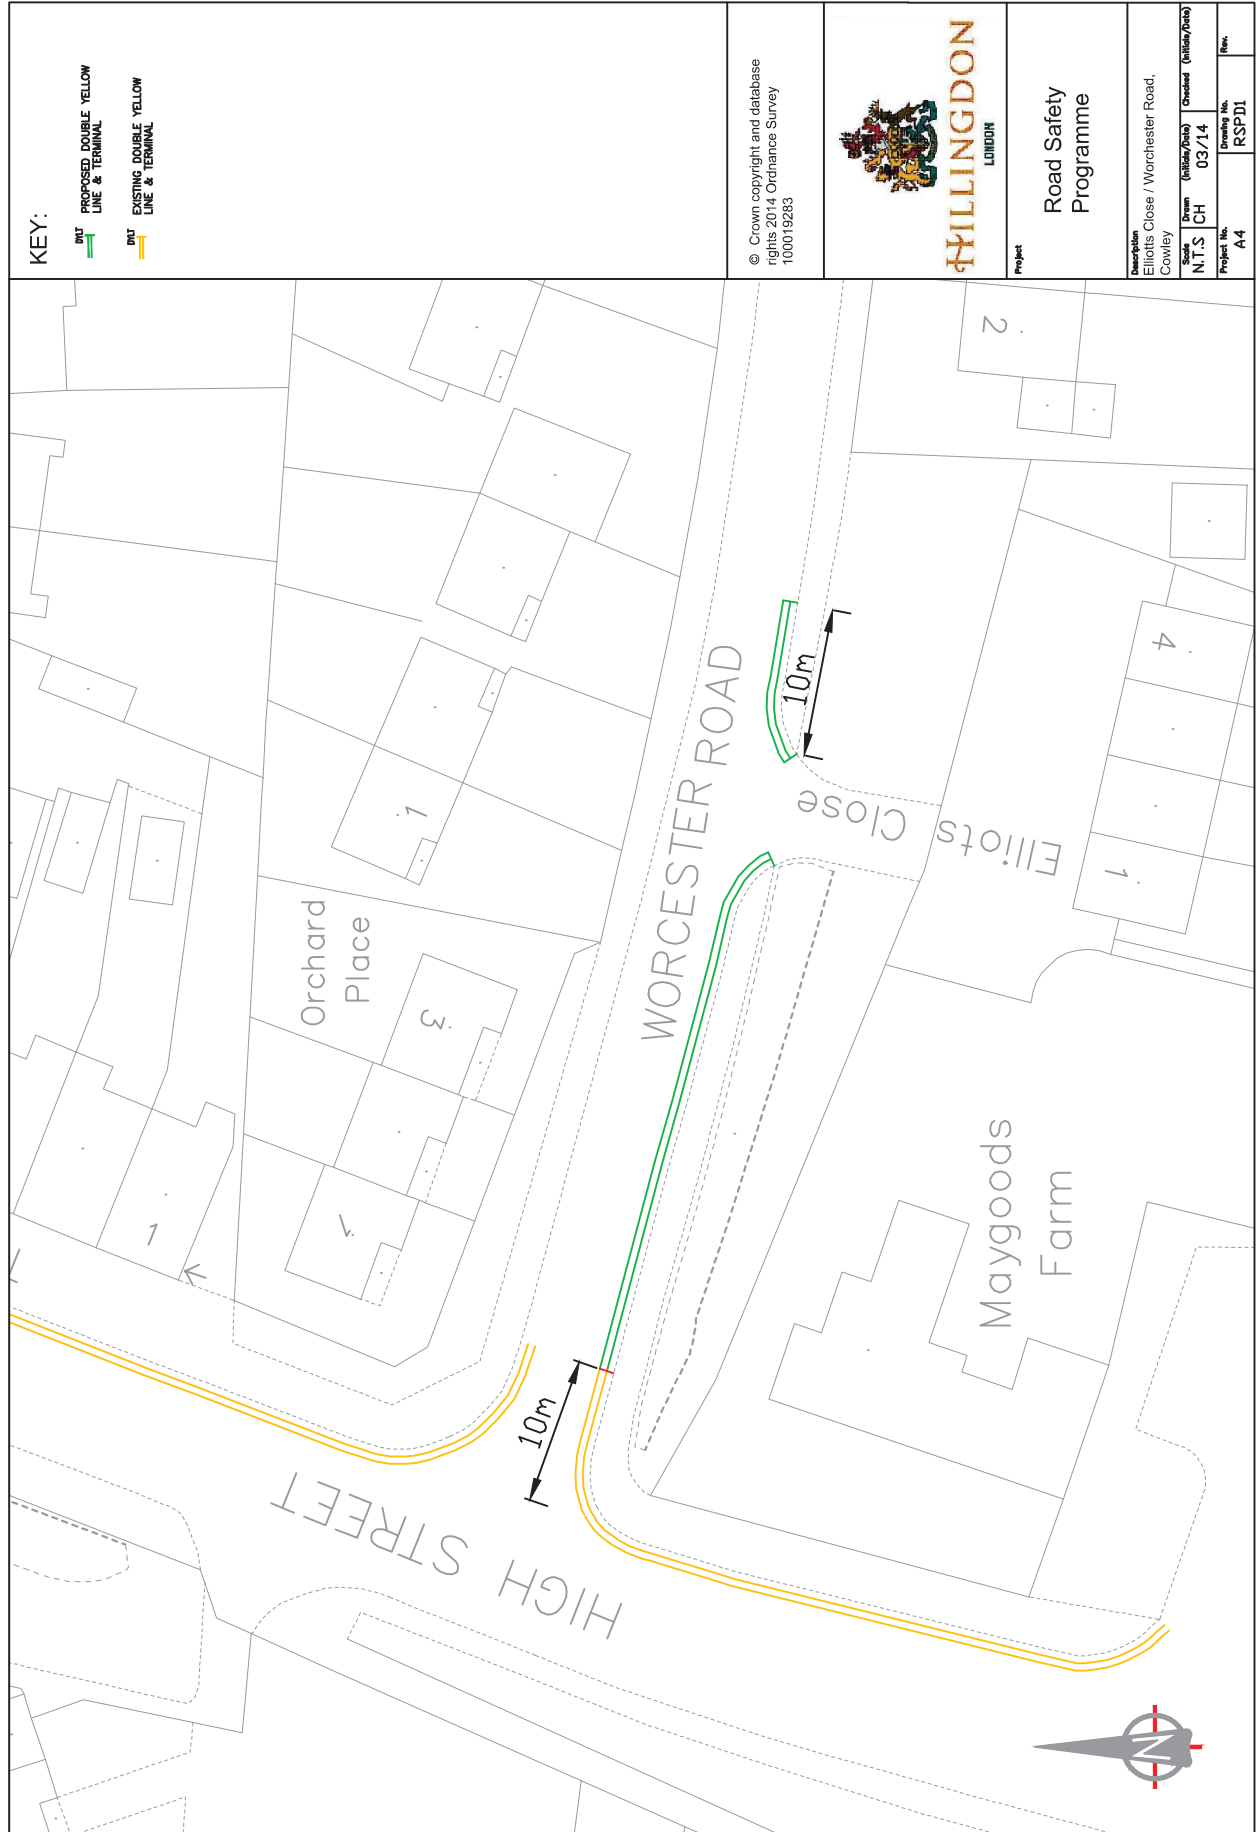 KEY:
DYLT
PROPOSED DOUBLE YELLOW
LINE & TERMINAL
DYLT
EXISTING DOUBLE YELLOW
LINE & TERMINAL
© Crown copyright and database
rights 2014 Ordnance Survey
100019283
HILLINGDON
LONDON
Project
Road Safety
Programme
Description
Elliotts Close / Worchester Road,
Cowley
Scale
N.T.S
Drawn (Initials/Date)
CH 03/14
Checked (Initials/Date)
Project No.
A4
Drawing No.
RSPD1
Rev.
2
4
1
1
Orchard
Place
3
4
1
WORCESTER ROAD
Elliots Close
10m
10m
HIGH STREET
Maygoods
Farm
N